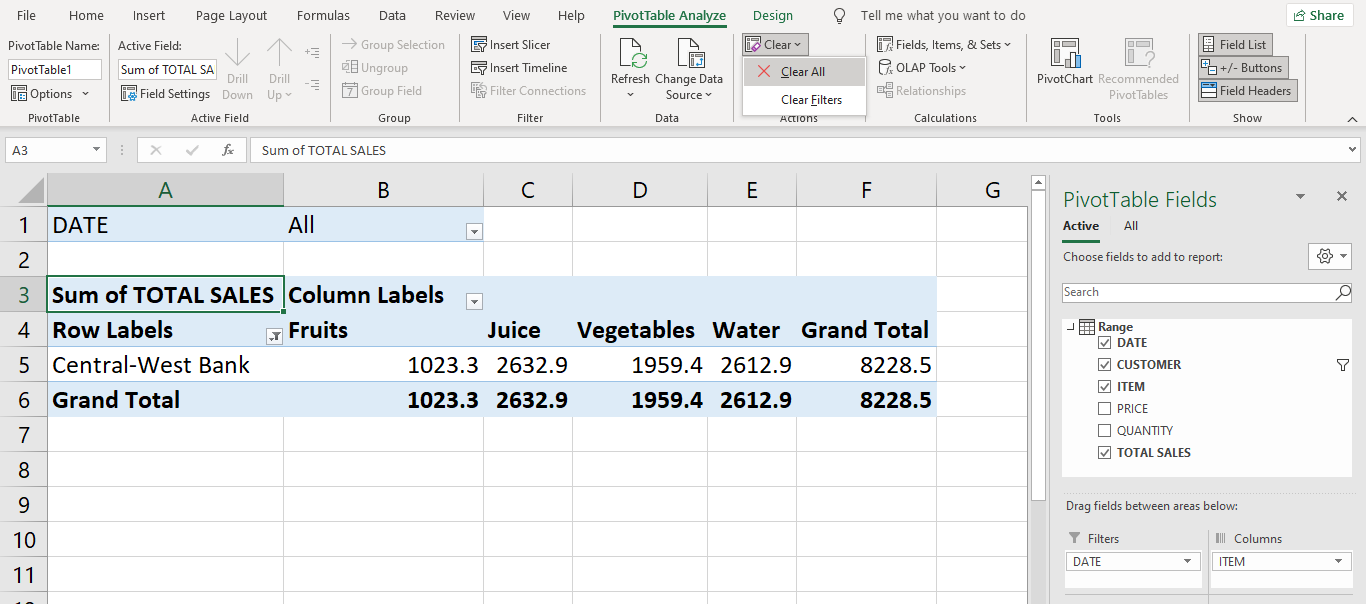 File Home Insert Page Layout Formulas Data Review View Help PivotTable Analyze Design Tell me what you want to do Share
PivotTable Name:
PivotTable1
Options
PivotTable
Active Field:
Sum of TOTAL SA
Field Settings
Drill
Down
Drill
Up
Active Field
Group Selection
Ungroup
Group Field
Group
Insert Slicer
Insert Timeline
Filter Connections
Filter
Refresh
Change Data
Source
Data
Clear
Clear All
Clear Filters
Actions
Fields, Items, & Sets
OLAP Tools
Relationships
Calculations
PivotChart
Recommended
PivotTables
Tools
Field List
+/- Buttons
Field Headers
Show
A3 fx Sum of TOTAL SALES
A B C D E F G
1 DATE All
2
3 Sum of TOTAL SALES Column Labels
4 Row Labels Fruits Juice Vegetables Water Grand Total
5 Central-West Bank 1023.3 2632.9 1959.4 2612.9 8228.5
6 Grand Total 1023.3 2632.9 1959.4 2612.9 8228.5
7
8
9
10
11
PivotTable Fields
Active All
Choose fields to add to report:
Search
Range
DATE
CUSTOMER
ITEM
PRICE
QUANTITY
TOTAL SALES
Drag fields between areas below:
Filters
DATE
Columns
ITEM